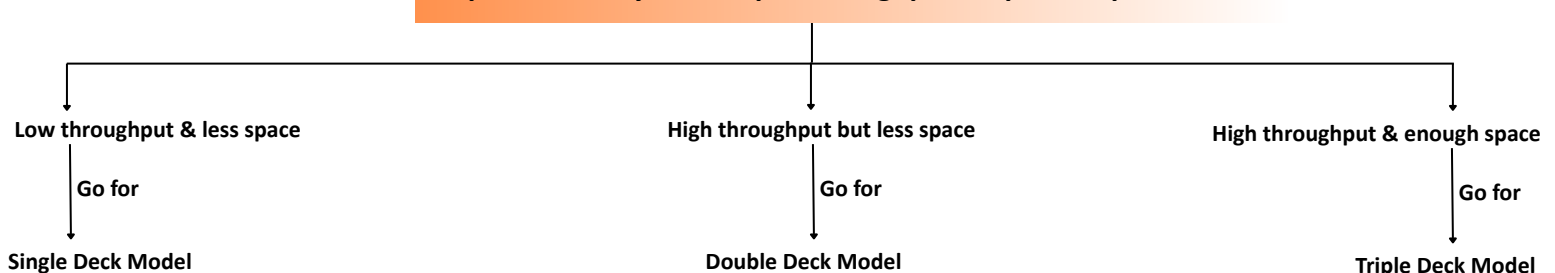 Low throughput & less space
High throughput but less space
High throughput & enough space
Go for
Go for
Go for
Single Deck Model
Double Deck Model
Triple Deck Model